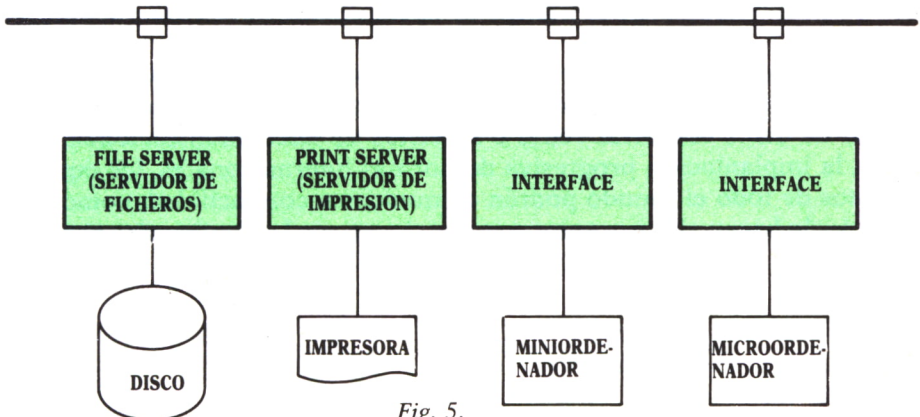 FILE SERVER
(SERVIDOR DE
FICHEROS)
PRINT SERVER
(SERVIDOR DE
IMPRESION)
INTERFACE
INTERFACE
DISCO
IMPRESORA
MINIORDE-
NADOR
MICROORDE-
NADOR
Fig. 5.